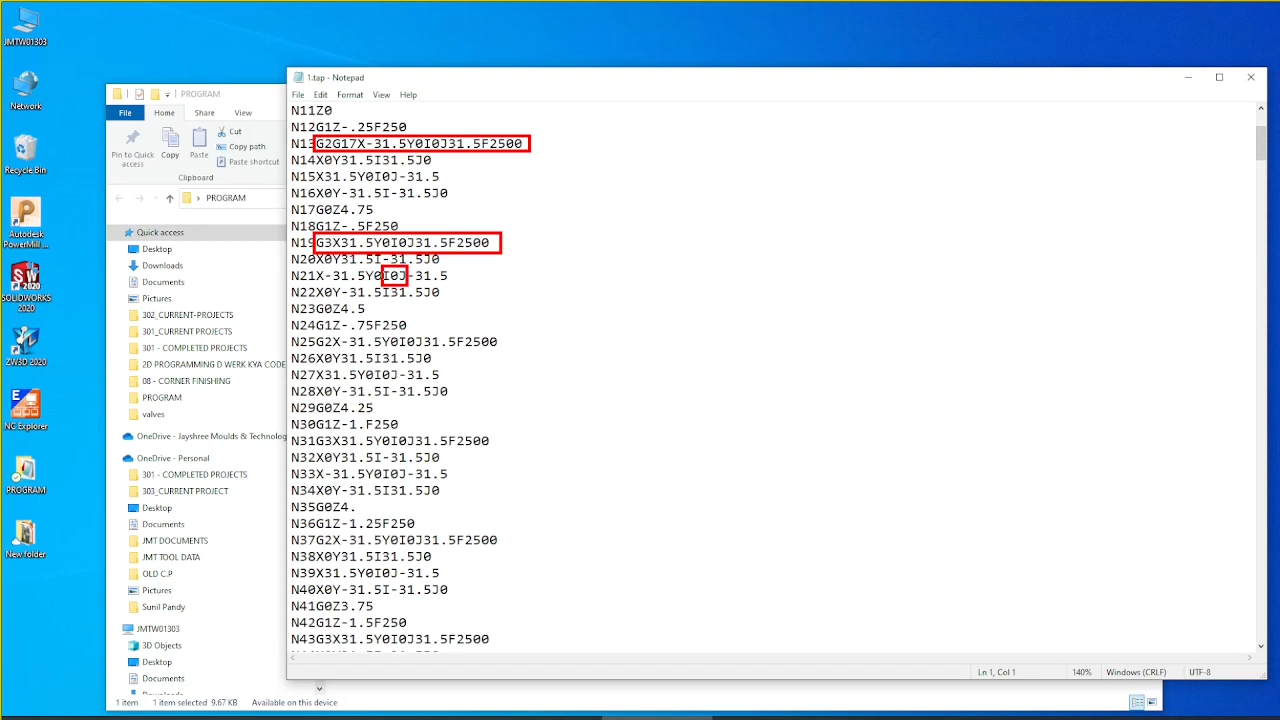 JMTW01303
Network
Recycle Bin
Autodesk
PowerMill ...
SOLIDWORKS
2020
ZW3D 2020
NC Explorer
PROGRAM
New folder
PROGRAM
File Home Share View
Pin to Quick
access
Copy
Paste
Cut
Copy path
Paste shortcut
Clipboard
PROGRAM
Quick access
Desktop
Downloads
Documents
Pictures
302_CURRENT-PROJECTS
301_CURRENT PROJECTS
301 - COMPLETED PROJECTS
2D PROGRAMMING D WERK KYA CODE
08 - CORNER FINISHING
PROGRAM
valves
OneDrive - Jayshree Moulds & Technolog
OneDrive - Personal
301 - COMPLETED PROJECTS
303_CURRENT PROJECT
Desktop
Documents
JMT DOCUMENTS
JMT TOOL DATA
OLD C.P
Pictures
Sunil Pandy
JMTW01303
3D Objects
Desktop
Documents
1 item 1 item selected 9.67 KB Available on this device
1.tap - Notepad
File Edit Format View Help
N11Z0
N12G1Z-.25F250
N13G2G17X-31.5Y0I0J31.5F2500
N14X0Y31.5I31.5J0
N15X31.5Y0I0J-31.5
N16X0Y-31.5I-31.5J0
N17G0Z4.75
N18G1Z-.5F250
N19G3X31.5Y0I0J31.5F2500
N20X0Y31.5I-31.5J0
N21X-31.5Y0I0J-31.5
N22X0Y-31.5I31.5J0
N23G0Z4.5
N24G1Z-.75F250
N25G2X-31.5Y0I0J31.5F2500
N26X0Y31.5I31.5J0
N27X31.5Y0I0J-31.5
N28X0Y-31.5I-31.5J0
N29G0Z4.25
N30G1Z-1.F250
N31G3X31.5Y0I0J31.5F2500
N32X0Y31.5I-31.5J0
N33X-31.5Y0I0J-31.5
N34X0Y-31.5I31.5J0
N35G0Z4.
N36G1Z-1.25F250
N37G2X-31.5Y0I0J31.5F2500
N38X0Y31.5I31.5J0
N39X31.5Y0I0J-31.5
N40X0Y-31.5I-31.5J0
N41G0Z3.75
N42G1Z-1.5F250
N43G3X31.5Y0I0J31.5F2500
Ln 1, Col 1 140% Windows (CRLF) UTF-8